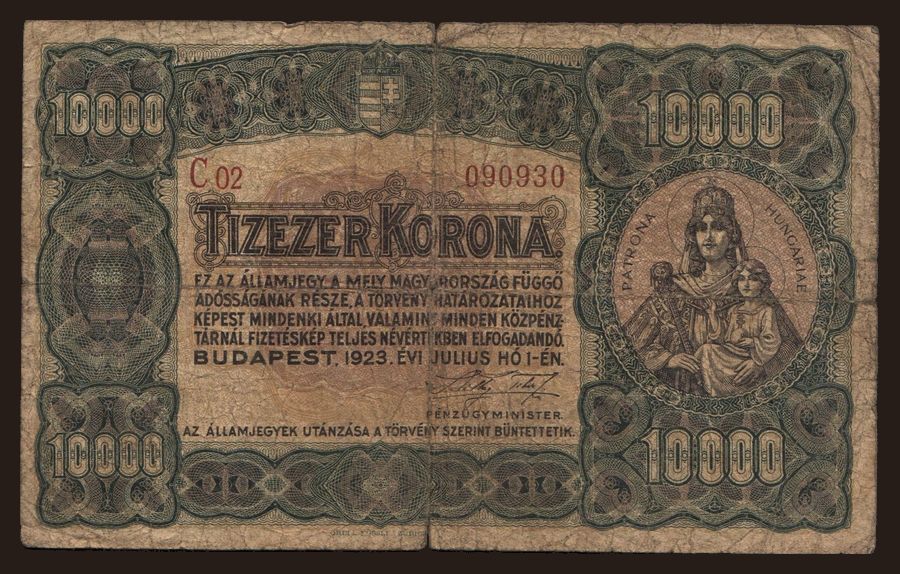 10000
10000
C 02
090930
TIZEZER KORONA.
EZ AZ ÁLLAMJEGY A MELY MAGYARORSZÁG FÜGGŐ
ADÓSSÁGÁNAK RÉSZE, A TÖRVÉNY HATÁROZATAIHOZ
KÉPEST MINDENKI ÁLTAL, VALAMINT MINDEN KÖZPÉNZ-
TÁRNÁL FIZETÉSKÉP TELJES NÉVÉRTÉKBEN ELFOGADANDÓ.
BUDAPEST, 1923. ÉVI JULIUS HÓ 1-ÉN.
PÉNZÜGYMINISTER.
AZ ÁLLAMJEGYEK UTÁNZÁSA A TÖRVÉNY SZERINT BÜNTETTETIK.
PATRONA HUNGARIAE
10000
10000